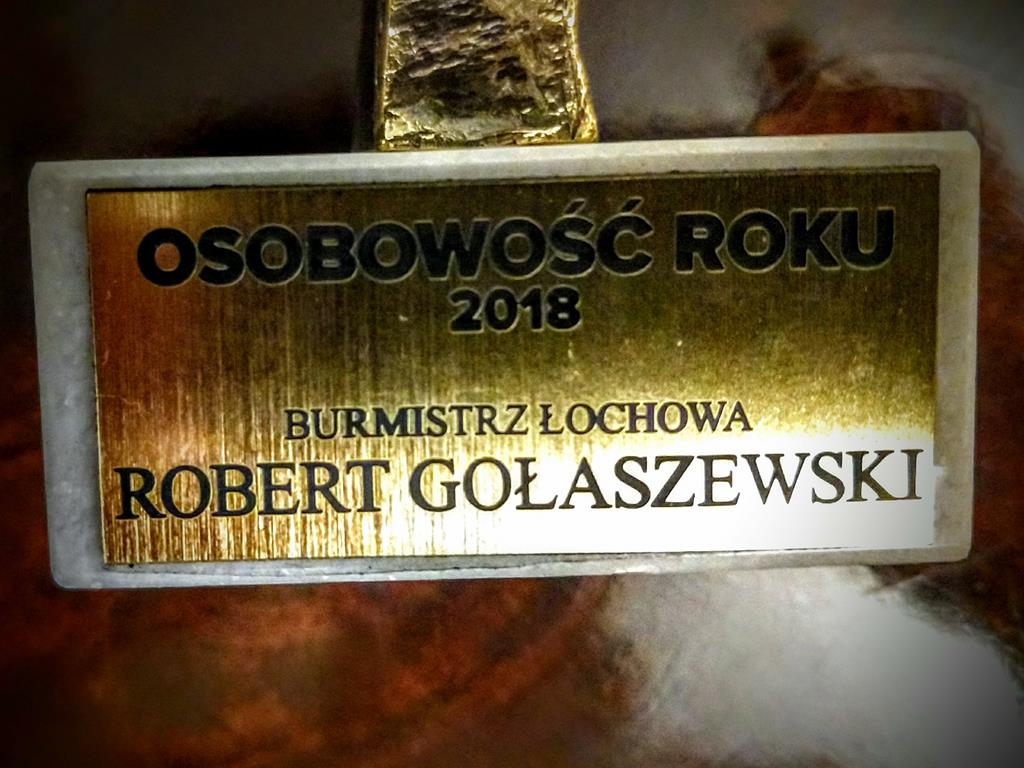 OSOBOWOŚĆ ROKU
2018
BURMISTRZ ŁOCHOWA
ROBERT GOŁASZEWSKI